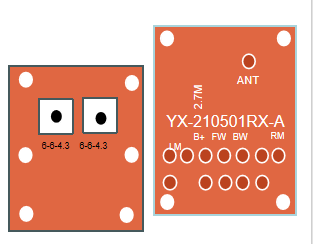 6-6-4.3 6-6-4.3
ANT
2.7M
YX-210501RX-A
B+ FW BW RM
LM